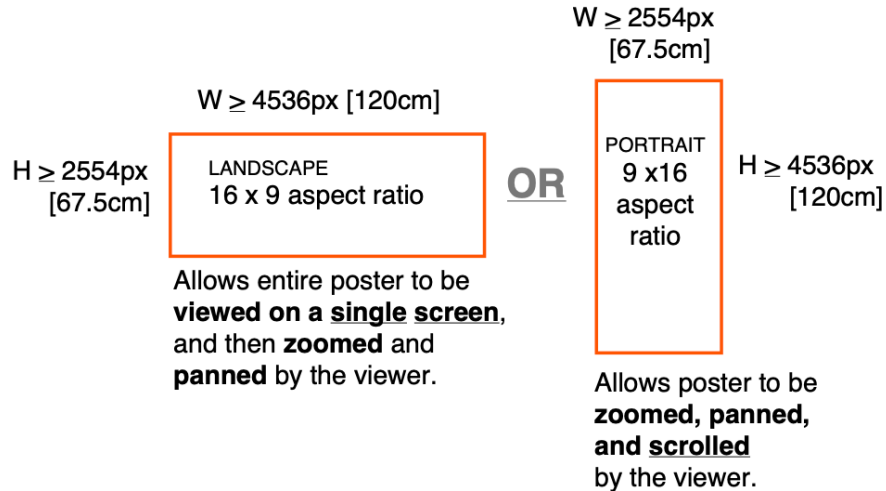 W ≥ 4536px [120cm]
H ≥ 2554px
[67.5cm]
LANDSCAPE
16 x 9 aspect ratio
Allows entire poster to be
viewed on a single screen,
and then zoomed and
panned by the viewer.
OR
W ≥ 2554px
[67.5cm]
PORTRAIT
9 x16
aspect
ratio
H ≥ 4536px
[120cm]
Allows poster to be
zoomed, panned,
and scrolled
by the viewer.